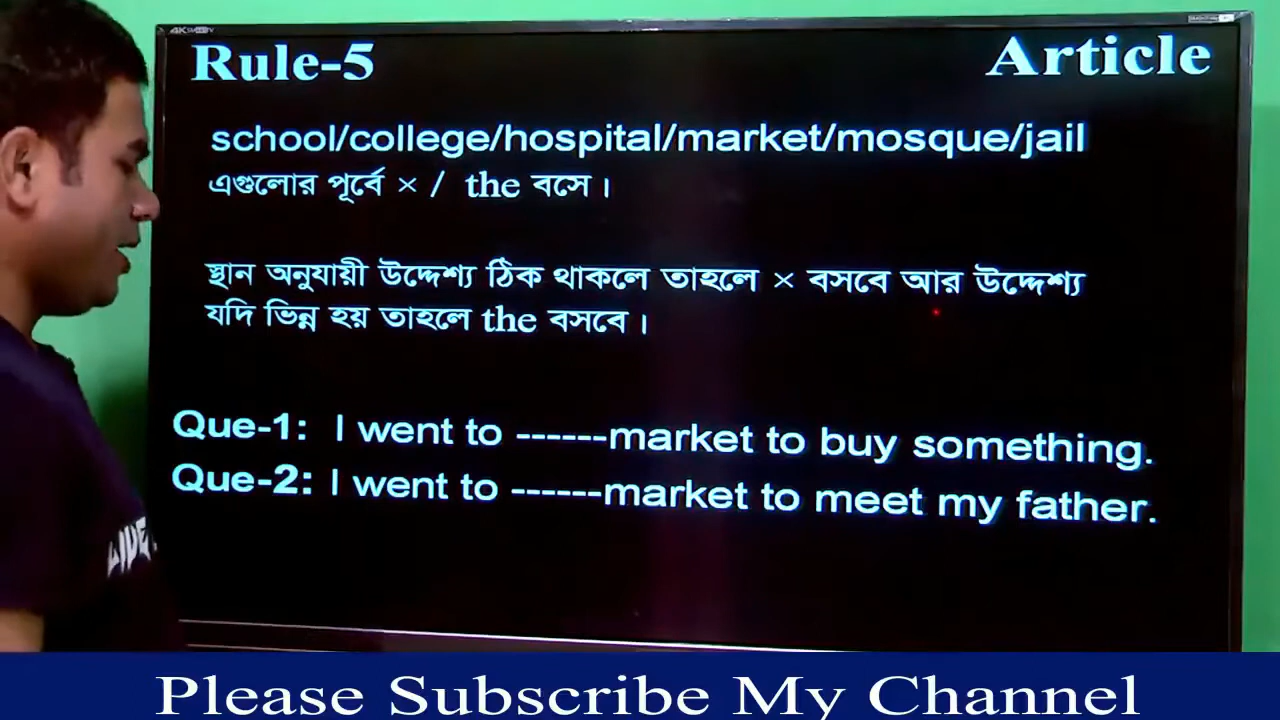 Rule-5
Article
school/college/hospital/market/mosque/jail
এগুলোর পূর্বে × / the বসে।
স্থান অনুযায়ী উদ্দেশ্য ঠিক থাকলে তাহলে × বসবে আর উদ্দেশ্য
যদি ভিন্ন হয় তাহলে the বসবে।
Que-1: I went to ------market to buy something.
Que-2: I went to ------market to meet my father.
Please Subscribe My Channel